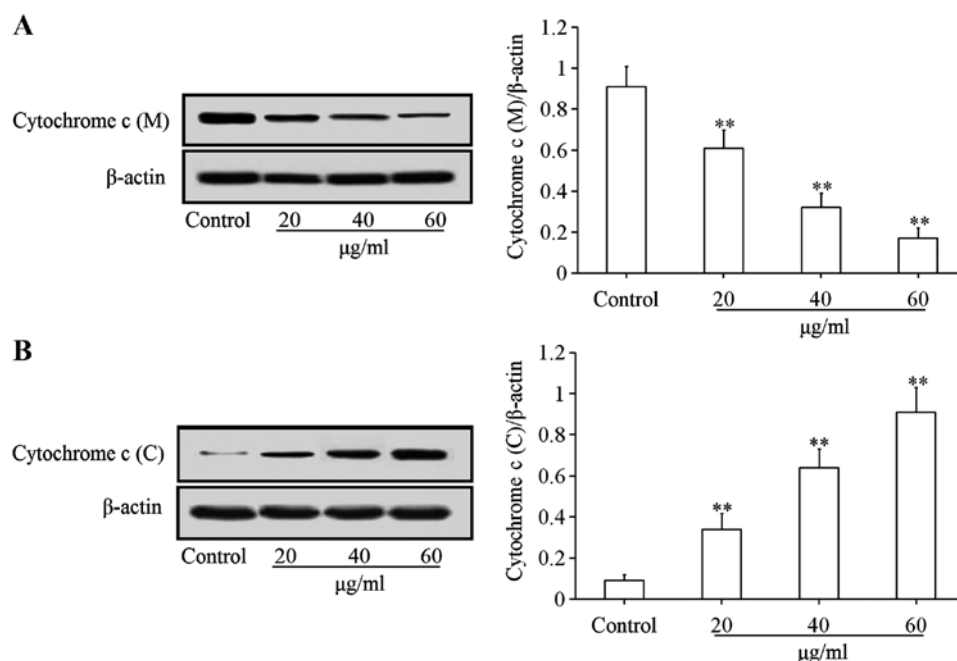 A
Cytochrome c (M)
β-actin
Control 20 40 60
μg/ml
Cytochrome c (M)/β-actin
1.2
1
0.8
0.6
0.4
0.2
0
**
**
**
Control 20 40 60
μg/ml
B
Cytochrome c (C)
β-actin
Control 20 40 60
μg/ml
Cytochrome c (C)/β-actin
1.2
1
0.8
0.6
0.4
0.2
0
**
**
**
Control 20 40 60
μg/ml